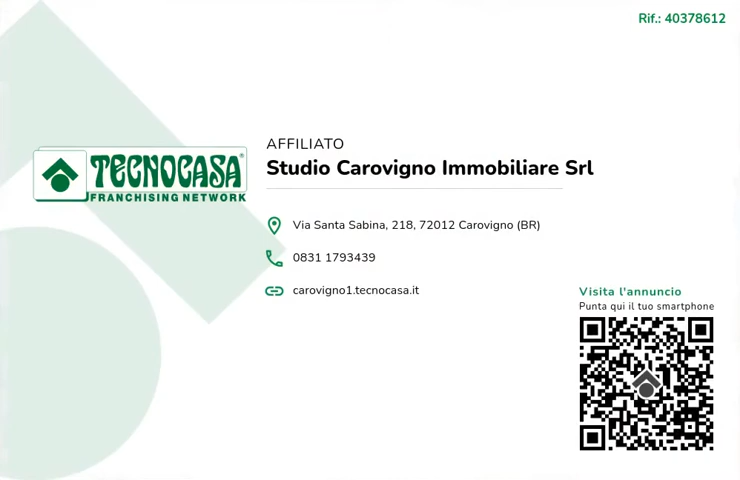 Rif.: 40378612
TECNOCASA®
FRANCHISING NETWORK
AFFILIATO
Studio Carovigno Immobiliare Srl
Via Santa Sabina, 218, 72012 Carovigno (BR)
0831 1793439
carovigno1.tecnocasa.it
Visita l'annuncio
Punta qui il tuo smartphone